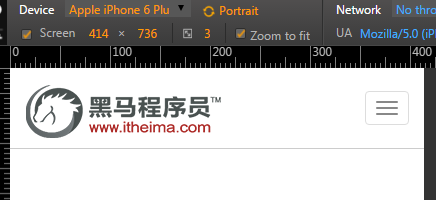 Device Apple iPhone 6 Plu Portrait Network No thro
Screen 414 × 736 3 Zoom to fit UA Mozilla/5.0 (iPl
0 100 200 300 400
黑马程序员™
www.itheima.com